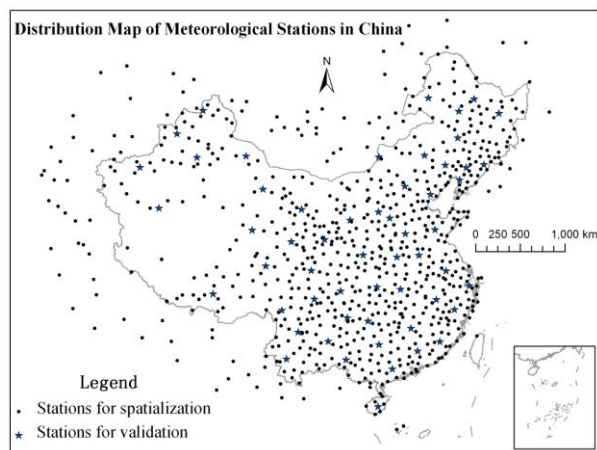 Distribution Map of Meteorological Stations in China
N
0 250 500 1,000 km
Legend
Stations for spatialization
Stations for validation